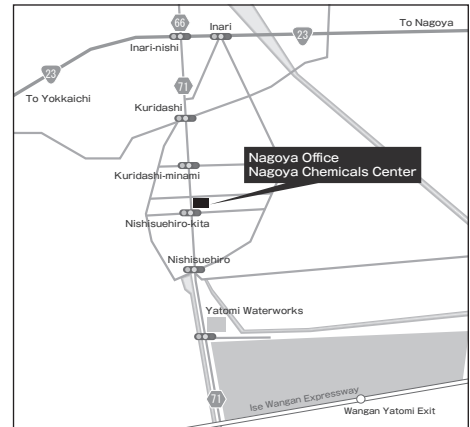 66
Inari
To Nagoya
23
Inari-nishi
23
71
To Yokkaichi
Kuridashi
Nagoya Office
Nagoya Chemicals Center
Kuridashi-minami
Nishisuehiro-kita
Nishisuehiro
Yatomi Waterworks
Ise Wangan Expressway
71
Wangan Yatomi Exit